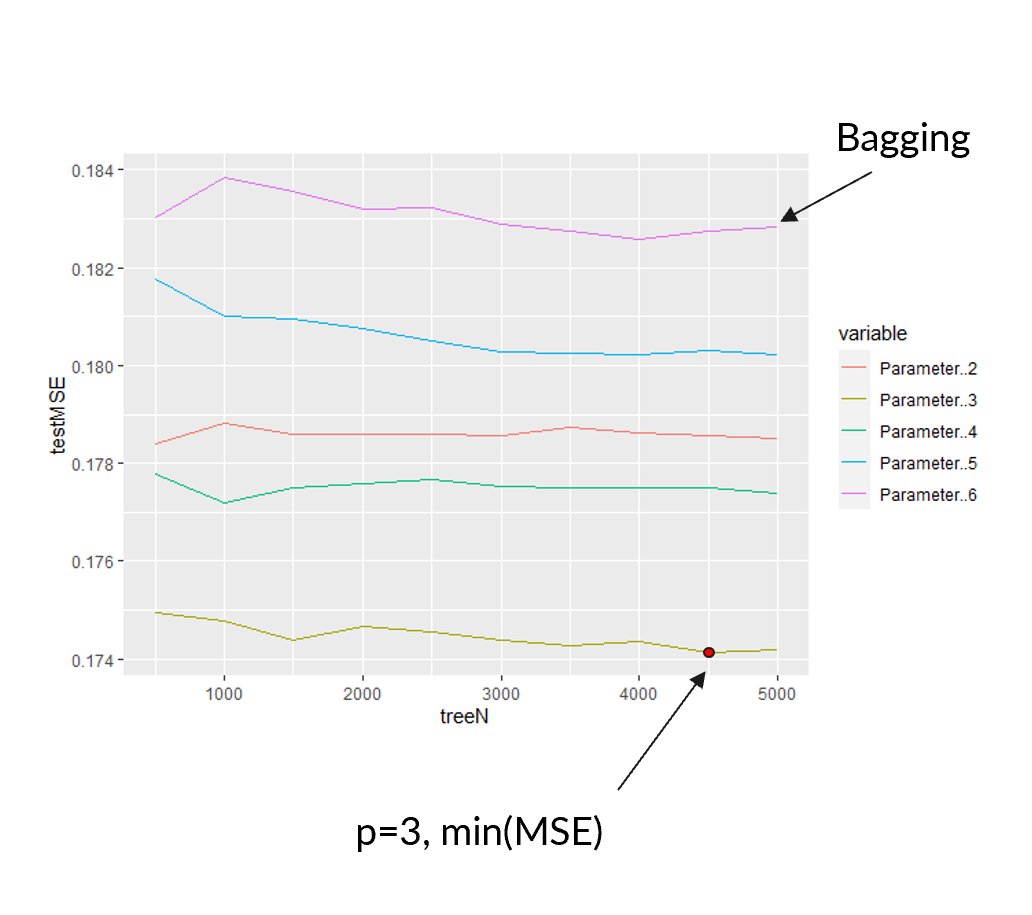 Bagging
0.184
0.182
0.180
0.178
0.176
0.174
testMSE
1000 2000 3000 4000 5000
treeN
variable
Parameter..2
Parameter..3
Parameter..4
Parameter..5
Parameter..6
p=3, min(MSE)